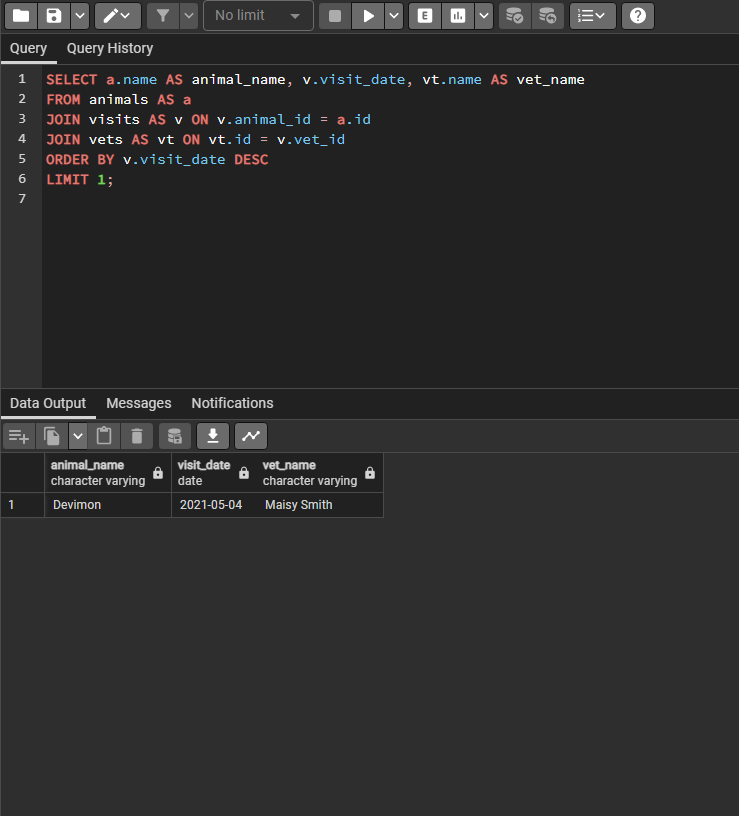 No limit
E
Query Query History
1 SELECT a.name AS animal_name, v.visit_date, vt.name AS vet_name
2 FROM animals AS a
3 JOIN visits AS v ON v.animal_id = a.id
4 JOIN vets AS vt ON vt.id = v.vet_id
5 ORDER BY v.visit_date DESC
6 LIMIT 1;
7
Data Output Messages Notifications
animal_name visit_date vet_name
character varying date character varying
1 Devimon 2021-05-04 Maisy Smith